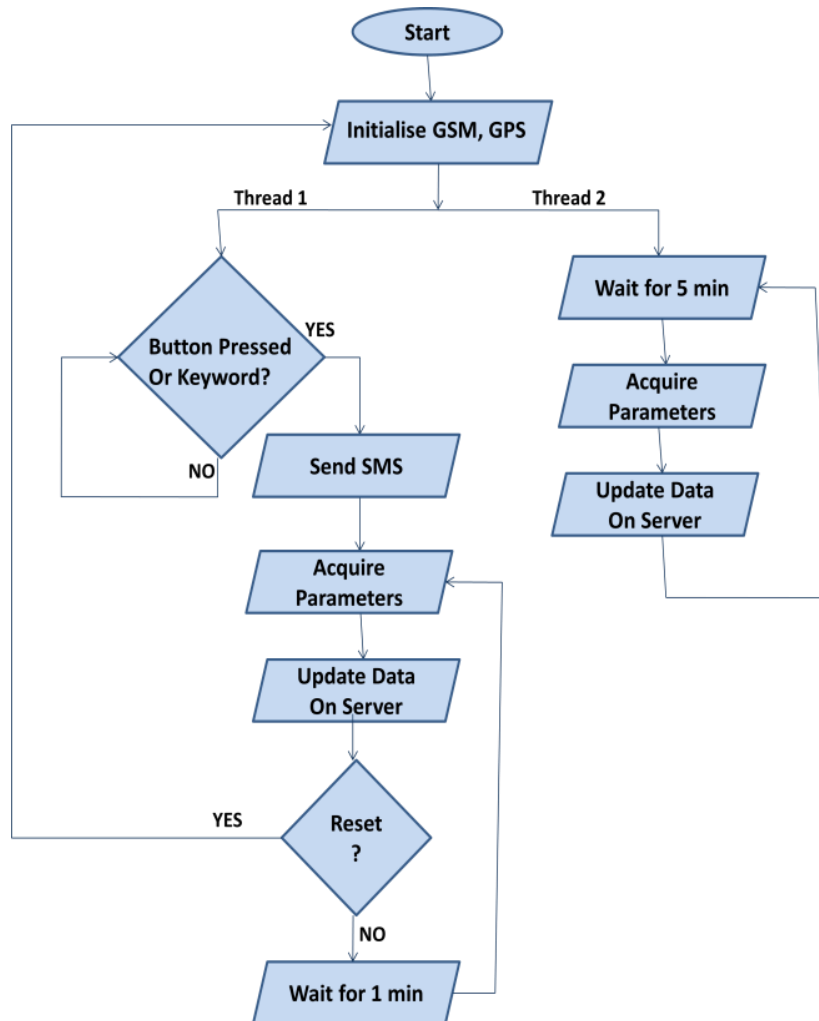 Start
Initialise GSM, GPS
Thread 1
Thread 2
Button Pressed
Or Keyword?
YES
NO
Send SMS
Acquire
Parameters
Update Data
On Server
Reset
?
YES
NO
Wait for 1 min
Wait for 5 min
Acquire
Parameters
Update Data
On Server